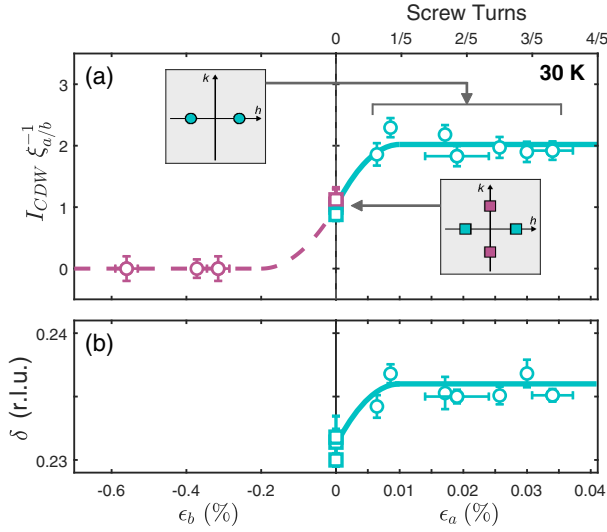 Screw Turns
0 1/5 2/5 3/5 4/5
(a)
30 K
k
h
k
h
3
2
1
0
I_CDW ξ_a/b^-1
(b)
0.24
0.23
δ (r.l.u.)
-0.6 -0.4 -0.2 0 0.01 0.02 0.03 0.04
ϵ_b (%) ϵ_a (%)